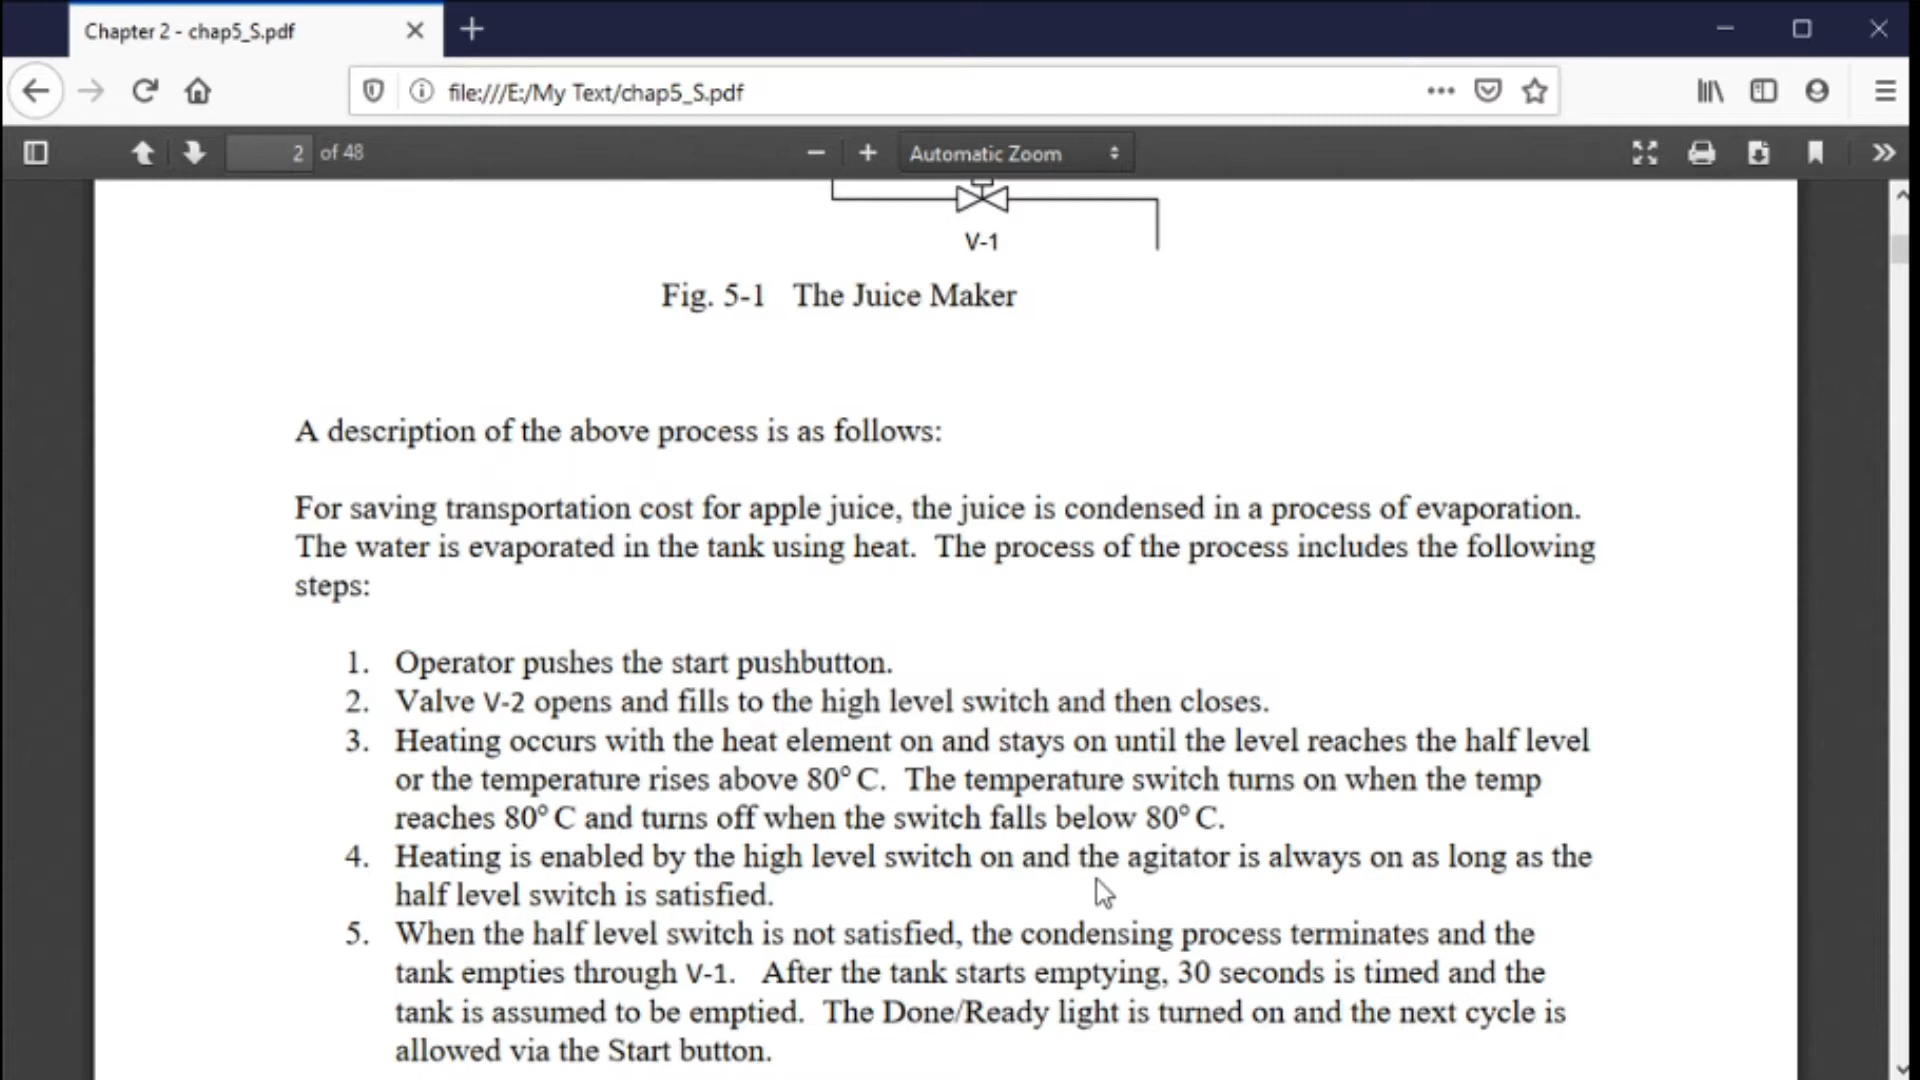 Chapter 2 - chap5_S.pdf
file:///E:/My Text/chap5_S.pdf
2 of 48
Automatic Zoom
V-1
Fig. 5-1 The Juice Maker
A description of the above process is as follows:
For saving transportation cost for apple juice, the juice is condensed in a process of evaporation.
The water is evaporated in the tank using heat. The process of the process includes the following
steps:
1. Operator pushes the start pushbutton.
2. Valve V-2 opens and fills to the high level switch and then closes.
3. Heating occurs with the heat element on and stays on until the level reaches the half level
or the temperature rises above 80° C. The temperature switch turns on when the temp
reaches 80° C and turns off when the switch falls below 80° C.
4. Heating is enabled by the high level switch on and the agitator is always on as long as the
half level switch is satisfied.
5. When the half level switch is not satisfied, the condensing process terminates and the
tank empties through V-1. After the tank starts emptying, 30 seconds is timed and the
tank is assumed to be emptied. The Done/Ready light is turned on and the next cycle is
allowed via the Start button.